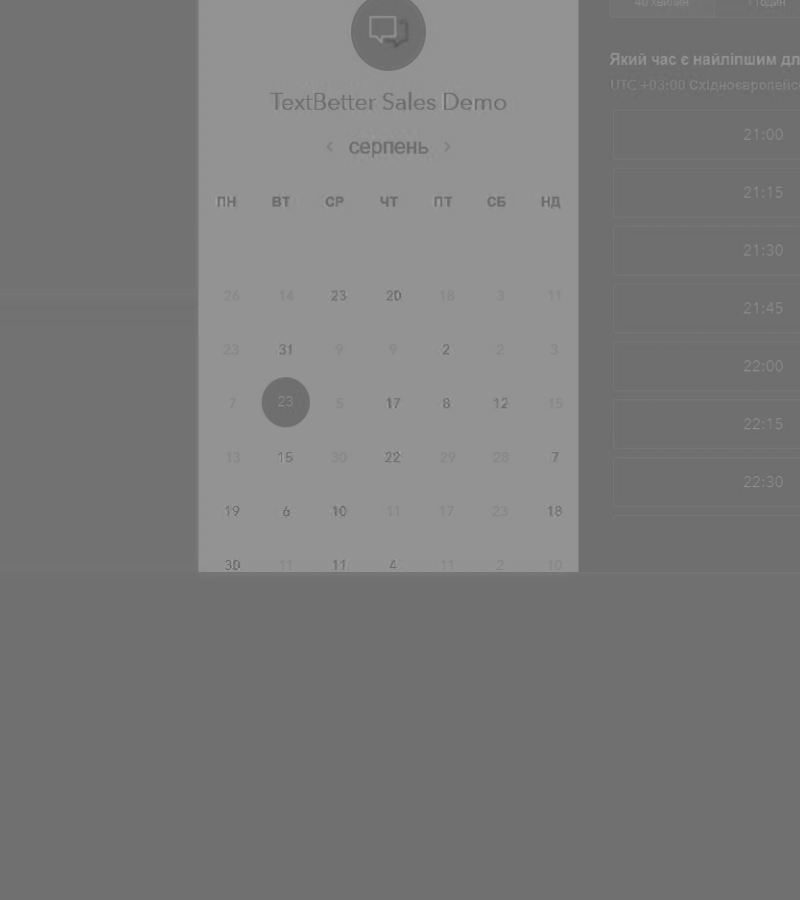 TextBetter Sales Demo
‹ серпень ›
ПН ВТ СР ЧТ ПТ СБ НД
26 14 23 20 18 3 11
23 31 9 9 2 2 3
7 23 5 17 8 12 15
13 15 30 22 29 28 7
19 6 10 11 17 23 18
30 11 11 4 11 2 10
40 хвилин
1 годин
Який час є найліпшим дл
UTC +03:00 Східноєвропейс
21:00
21:15
21:30
21:45
22:00
22:15
22:30